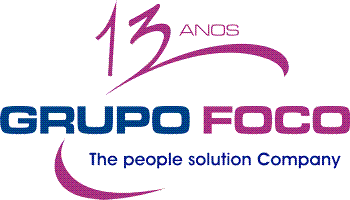 13 ANOS
GRUPO FOCO
The people solution Company